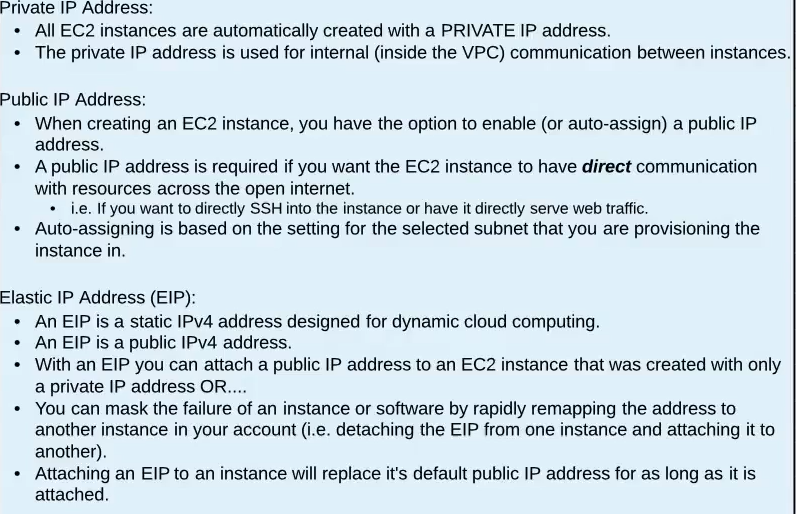 Private IP Address:
• All EC2 instances are automatically created with a PRIVATE IP address.
• The private IP address is used for internal (inside the VPC) communication between instances.
Public IP Address:
• When creating an EC2 instance, you have the option to enable (or auto-assign) a public IP
address.
• A public IP address is required if you want the EC2 instance to have direct communication
with resources across the open internet.
• i.e. If you want to directly SSH into the instance or have it directly serve web traffic.
• Auto-assigning is based on the setting for the selected subnet that you are provisioning the
instance in.
Elastic IP Address (EIP):
• An EIP is a static IPv4 address designed for dynamic cloud computing.
• An EIP is a public IPv4 address.
• With an EIP you can attach a public IP address to an EC2 instance that was created with only
a private IP address OR....
• You can mask the failure of an instance or software by rapidly remapping the address to
another instance in your account (i.e. detaching the EIP from one instance and attaching it to
another).
• Attaching an EIP to an instance will replace it's default public IP address for as long as it is
attached.